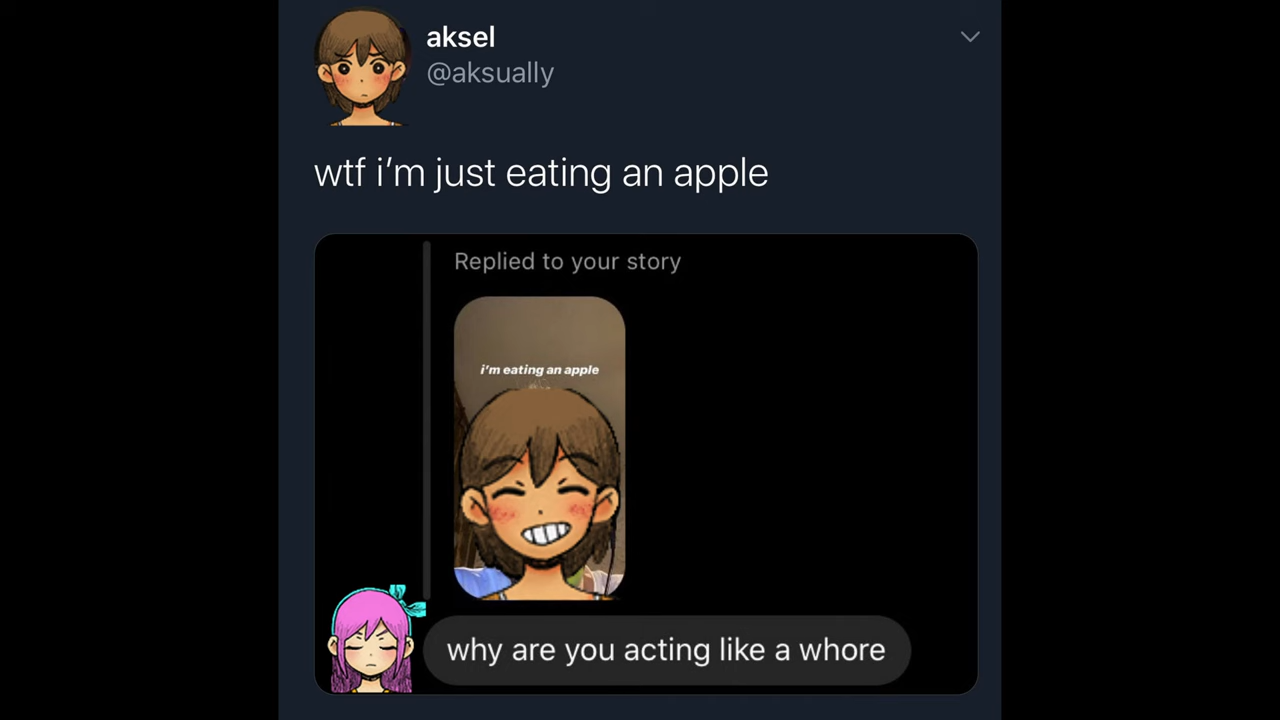 aksel
@aksually
wtf i’m just eating an apple
Replied to your story
i’m eating an apple
why are you acting like a whore